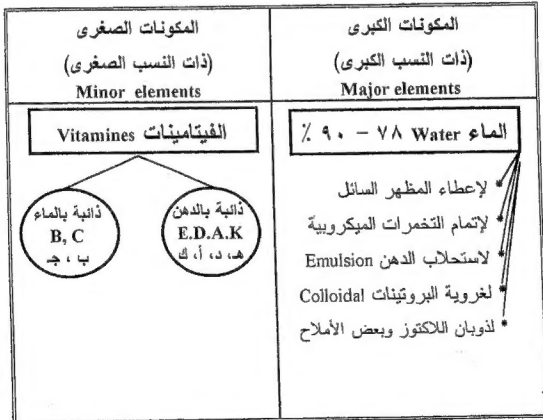 المكونات الكبرى
(ذات النسب الكبرى)
Major elements
المكونات الصغرى
(ذات النسب الصغرى)
Minor elements
الماء Water ٧٨ – ٩٠ ٪
* لإعطاء المظهر السائل
* لإتمام التخمرات الميكروبية
* لاستحلاب الدهن Emulsion
* لغروية البروتينات Colloidal
* لذوبان اللاكتوز وبعض الأملاح
الفيتامينات Vitamines
ذائبة بالدهن
E.D.A.K
هـ، د، أ، ك
ذائبة بالماء
B, C
ب ، جـ